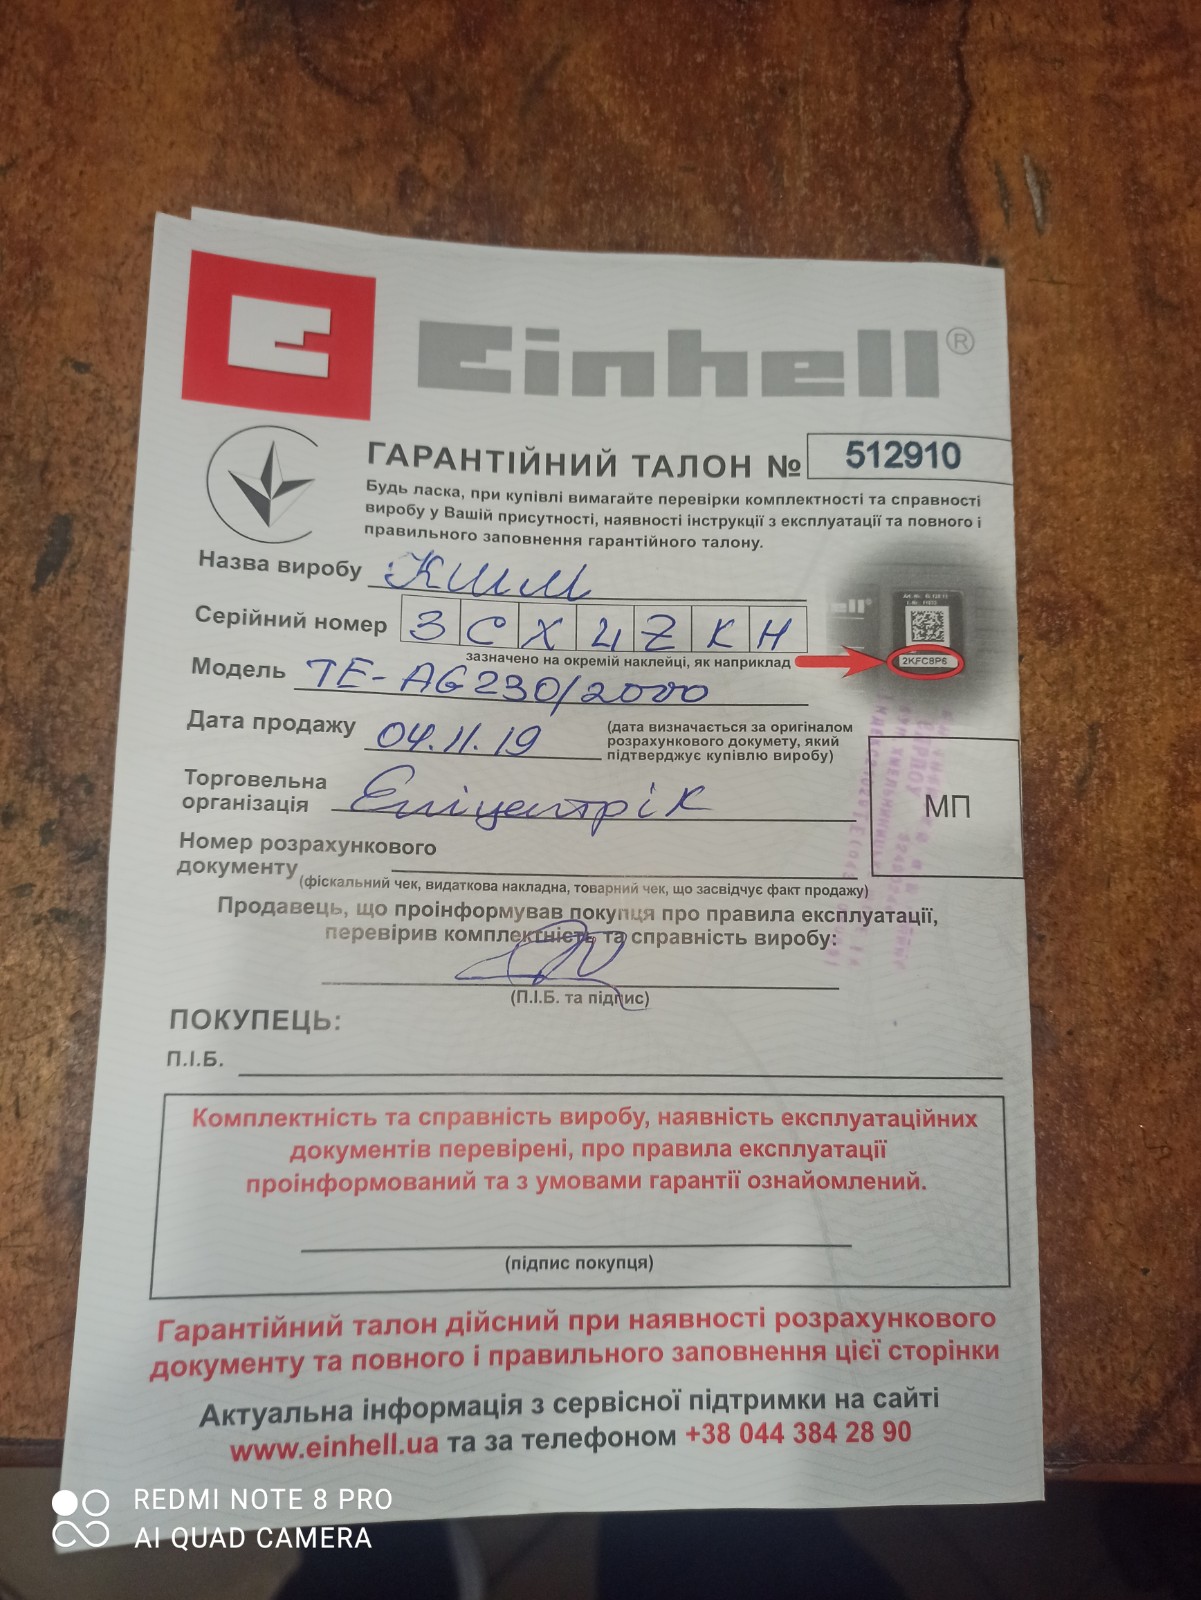 Einhell®
ГАРАНТІЙНИЙ ТАЛОН № 512910
Будь ласка, при купівлі вимагайте перевірки комплектності та справності
виробу у Вашій присутності, наявності інструкції з експлуатації та повного і
правильного заповнення гарантійного талону.
Назва виробу КШМ
Серійний номер 3 C X 4 Z K H
зазначено на окремій наклейці, як наприклад
2KFC8P6
Модель TE-AG230/2000
Дата продажу 04.11.19
(дата визначається за оригіналом
розрахункового докумету, який
підтверджує купівлю виробу)
Торговельна
організація Епіцентр К
МП
Номер розрахункового
документу
(фіскальний чек, видаткова накладна, товарний чек, що засвідчує факт продажу)
Продавець, що проінформував покупця про правила експлуатації,
перевірив комплектність та справність виробу:
(П.І.Б. та підпис)
ПОКУПЕЦЬ:
П.І.Б.
Комплектність та справність виробу, наявність експлуатаційних
документів перевірені, про правила експлуатації
проінформований та з умовами гарантії ознайомлений.
(підпис покупця)
Гарантійний талон дійсний при наявності розрахункового
документу та повного і правильного заповнення цієї сторінки
Актуальна інформація з сервісної підтримки на сайті
www.einhell.ua та за телефоном +38 044 384 28 90
REDMI NOTE 8 PRO
AI QUAD CAMERA